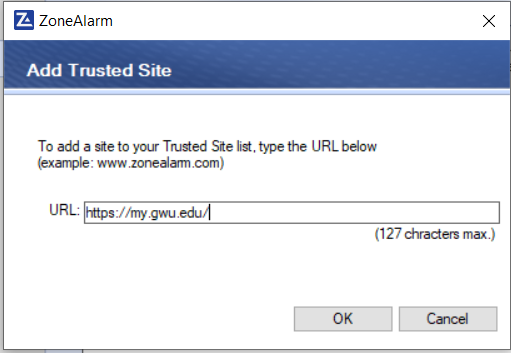 ZoneAlarm
Add Trusted Site
To add a site to your Trusted Site list, type the URL below
(example: www.zonealarm.com)
URL: https://my.gwu.edu/
(127 chracters max.)
OK Cancel